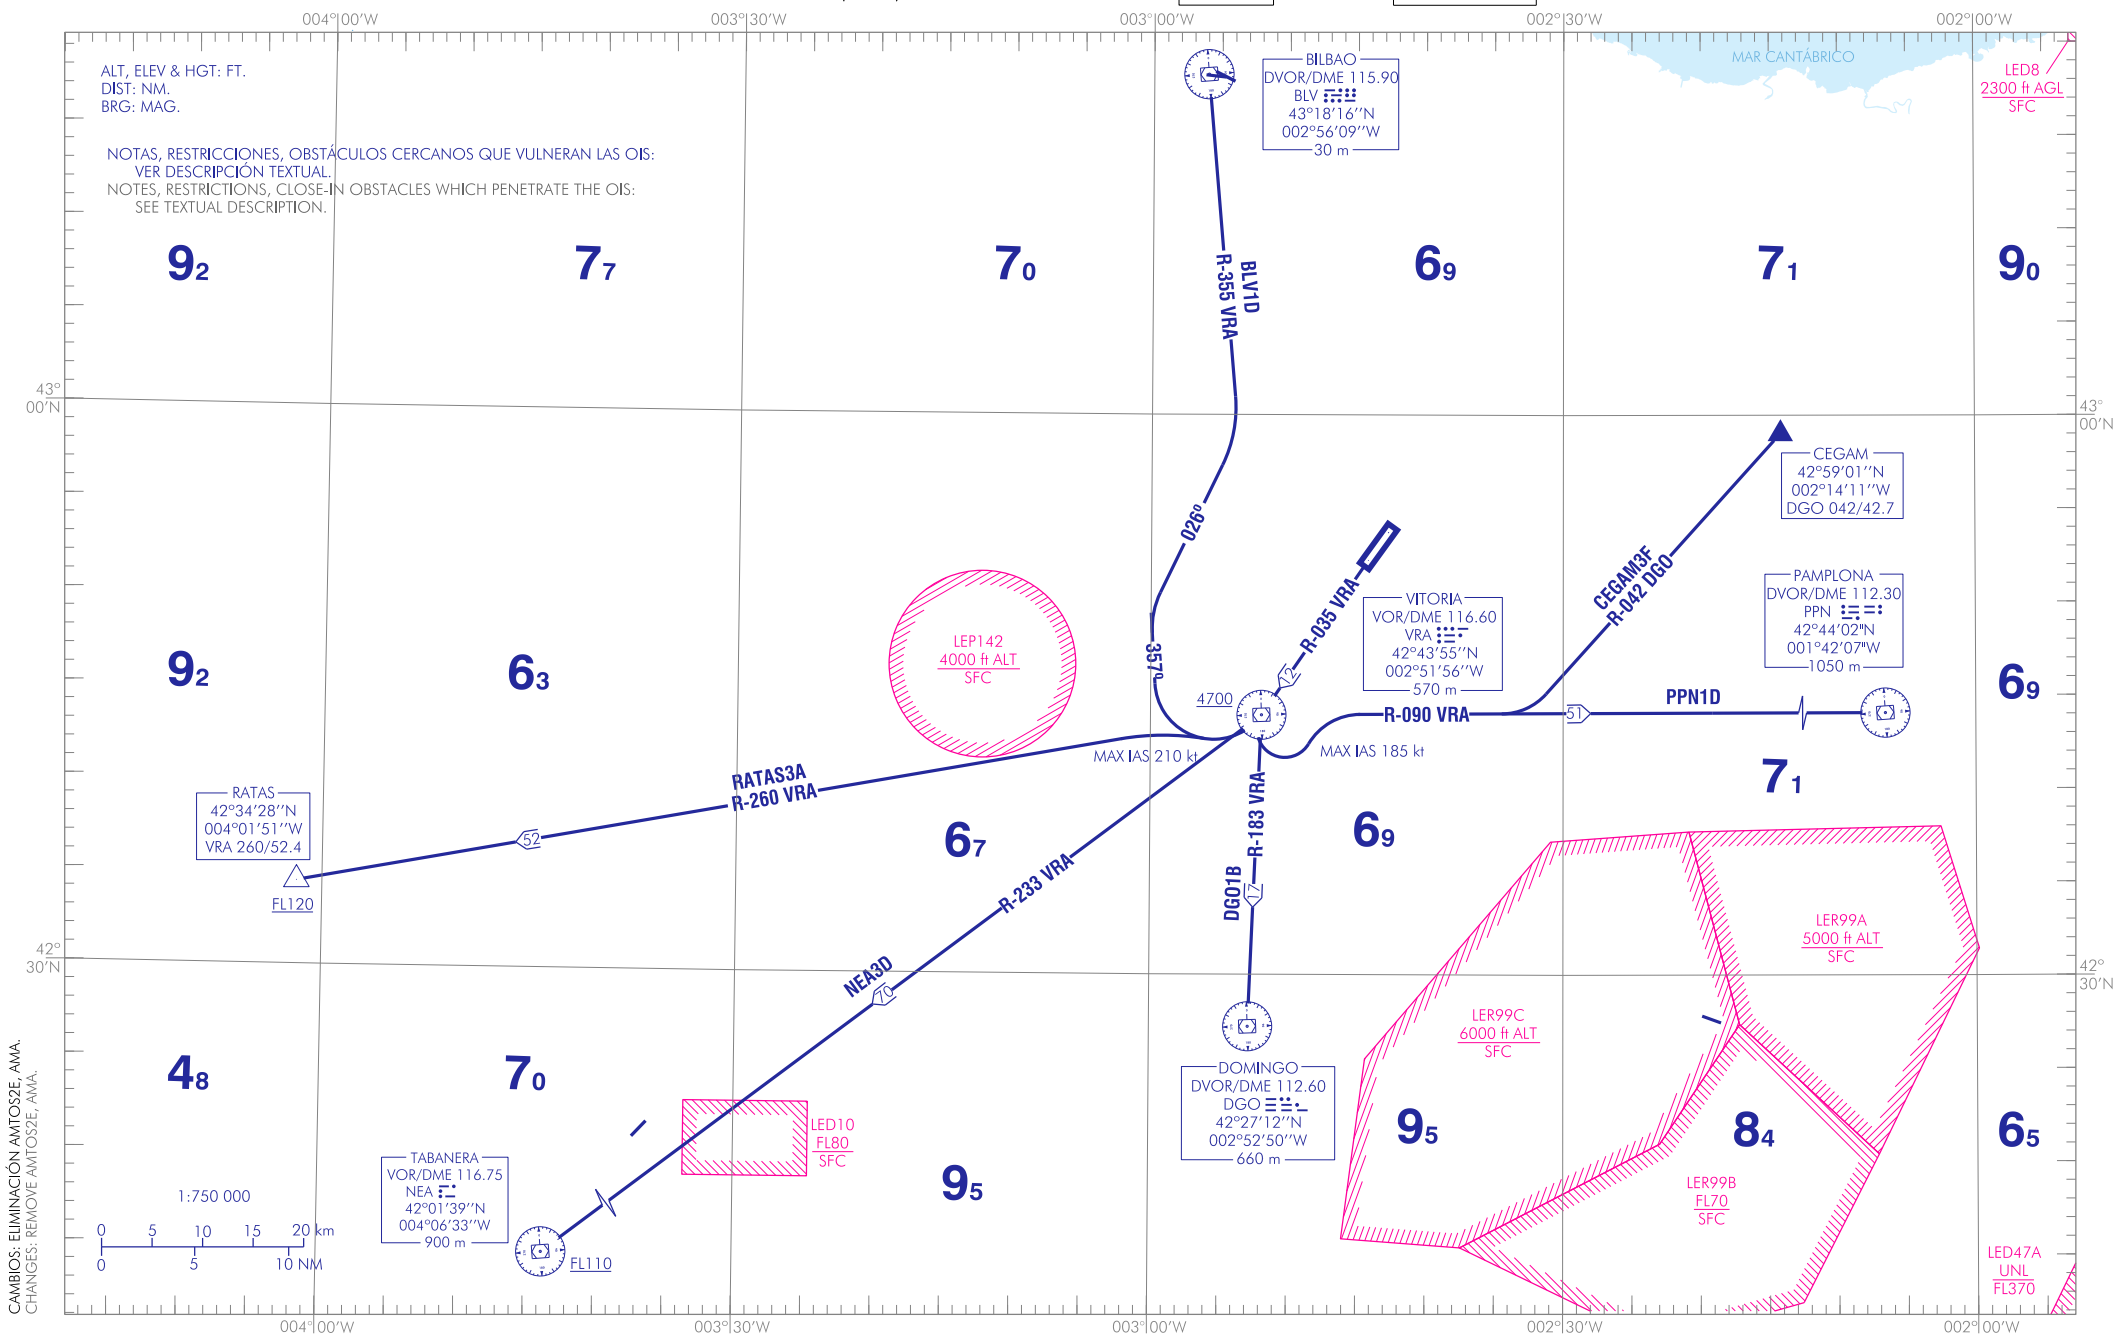 004°00'W
003°30'W
003°00'W
002°30'W
002°00'W
ALT, ELEV & HGT: FT.
DIST: NM.
BRG: MAG.
NOTAS, RESTRICCIONES, OBSTÁCULOS CERCANOS QUE VULNERAN LAS OIS:
VER DESCRIPCIÓN TEXTUAL.
NOTES, RESTRICTIONS, CLOSE-IN OBSTACLES WHICH PENETRATE THE OIS:
SEE TEXTUAL DESCRIPTION.
BILBAO
DVOR/DME 115.90
BLV
43°18'16''N
002°56'09''W
30 m
MAR CANTÁBRICO
LED8
2300 ft AGL
SFC
92
77
70
69
71
90
BLV1D
R-355 VRA
43°
00'N
43°
00'N
CEGAM
42°59'01''N
002°14'11''W
DGO 042/42.7
026°
357°
R-035 VRA
12
CEGAM3F
R-042 DGO
LEP142
4000 ft ALT
SFC
VITORIA
VOR/DME 116.60
VRA
42°43'55''N
002°51'56''W
570 m
PAMPLONA
DVOR/DME 112.30
PPN
42°44'02"N
001°42'07"W
1050 m
92
63
69
4700
R-090 VRA
51
PPN1D
MAX IAS 210 kt
MAX IAS 185 kt
RATAS3A
R-260 VRA
52
RATAS
42°34'28''N
004°01'51''W
VRA 260/52.4
FL120
67
69
71
R-183 VRA
DGO1B
17
R-233 VRA
NEA3D
70
42°
30'N
42°
30'N
LER99A
5000 ft ALT
SFC
LER99C
6000 ft ALT
SFC
48
70
95
95
84
65
DOMINGO
DVOR/DME 112.60
DGO
42°27'12''N
002°52'50''W
660 m
LED10
FL80
SFC
TABANERA
VOR/DME 116.75
NEA
42°01'39''N
004°06'33''W
900 m
FL110
LER99B
FL70
SFC
LED47A
UNL
FL370
1:750 000
0 5 10 15 20 km
0 5 10 NM
CAMBIOS: ELIMINACIÓN AMTOS2E, AMA.
CHANGES: REMOVE AMTOS2E, AMA.
004°00'W
003°30'W
003°00'W
002°30'W
002°00'W